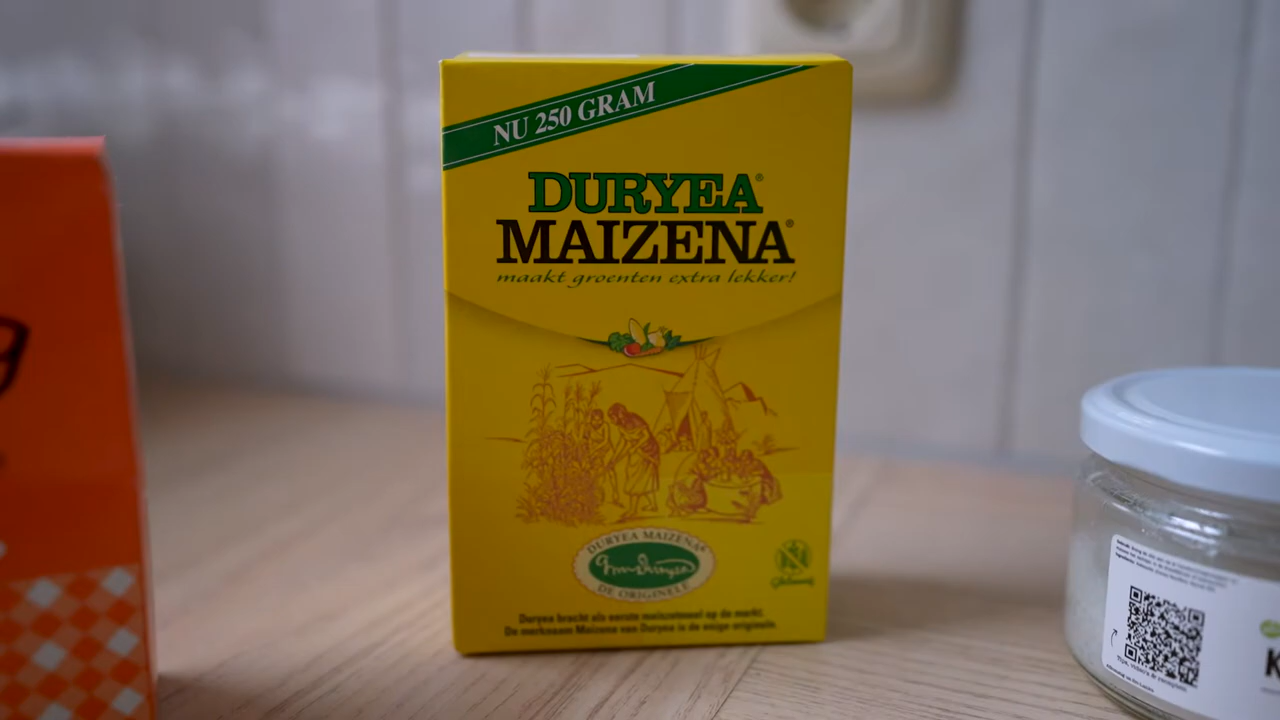 NU 250 GRAM
DURYEA®
MAIZENA®
maakt groenten extra lekker!
DURYEA MAIZENA®
DE ORIGINELE
Duryea bracht als eerste maïszetmeel op de markt.
De merknaam Maizena van Duryea is de enige originele.
Glutenvrij
K